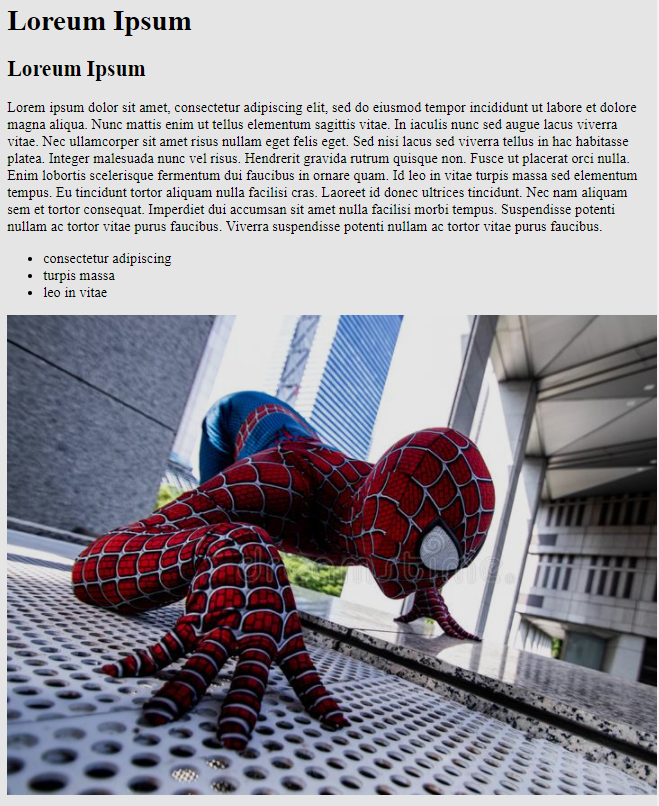 Loreum Ipsum
Loreum Ipsum
Lorem ipsum dolor sit amet, consectetur adipiscing elit, sed do eiusmod tempor incididunt ut labore et dolore
magna aliqua. Nunc mattis enim ut tellus elementum sagittis vitae. In iaculis nunc sed augue lacus viverra
vitae. Nec ullamcorper sit amet risus nullam eget felis eget. Sed nisi lacus sed viverra tellus in hac habitasse
platea. Integer malesuada nunc vel risus. Hendrerit gravida rutrum quisque non. Fusce ut placerat orci nulla.
Enim lobortis scelerisque fermentum dui faucibus in ornare quam. Id leo in vitae turpis massa sed elementum
tempus. Eu tincidunt tortor aliquam nulla facilisi cras. Laoreet id donec ultrices tincidunt. Nec nam aliquam
sem et tortor consequat. Imperdiet dui accumsan sit amet nulla facilisi morbi tempus. Suspendisse potenti
nullam ac tortor vitae purus faucibus. Viverra suspendisse potenti nullam ac tortor vitae purus faucibus.
• consectetur adipiscing
• turpis massa
• leo in vitae
dreamstime.